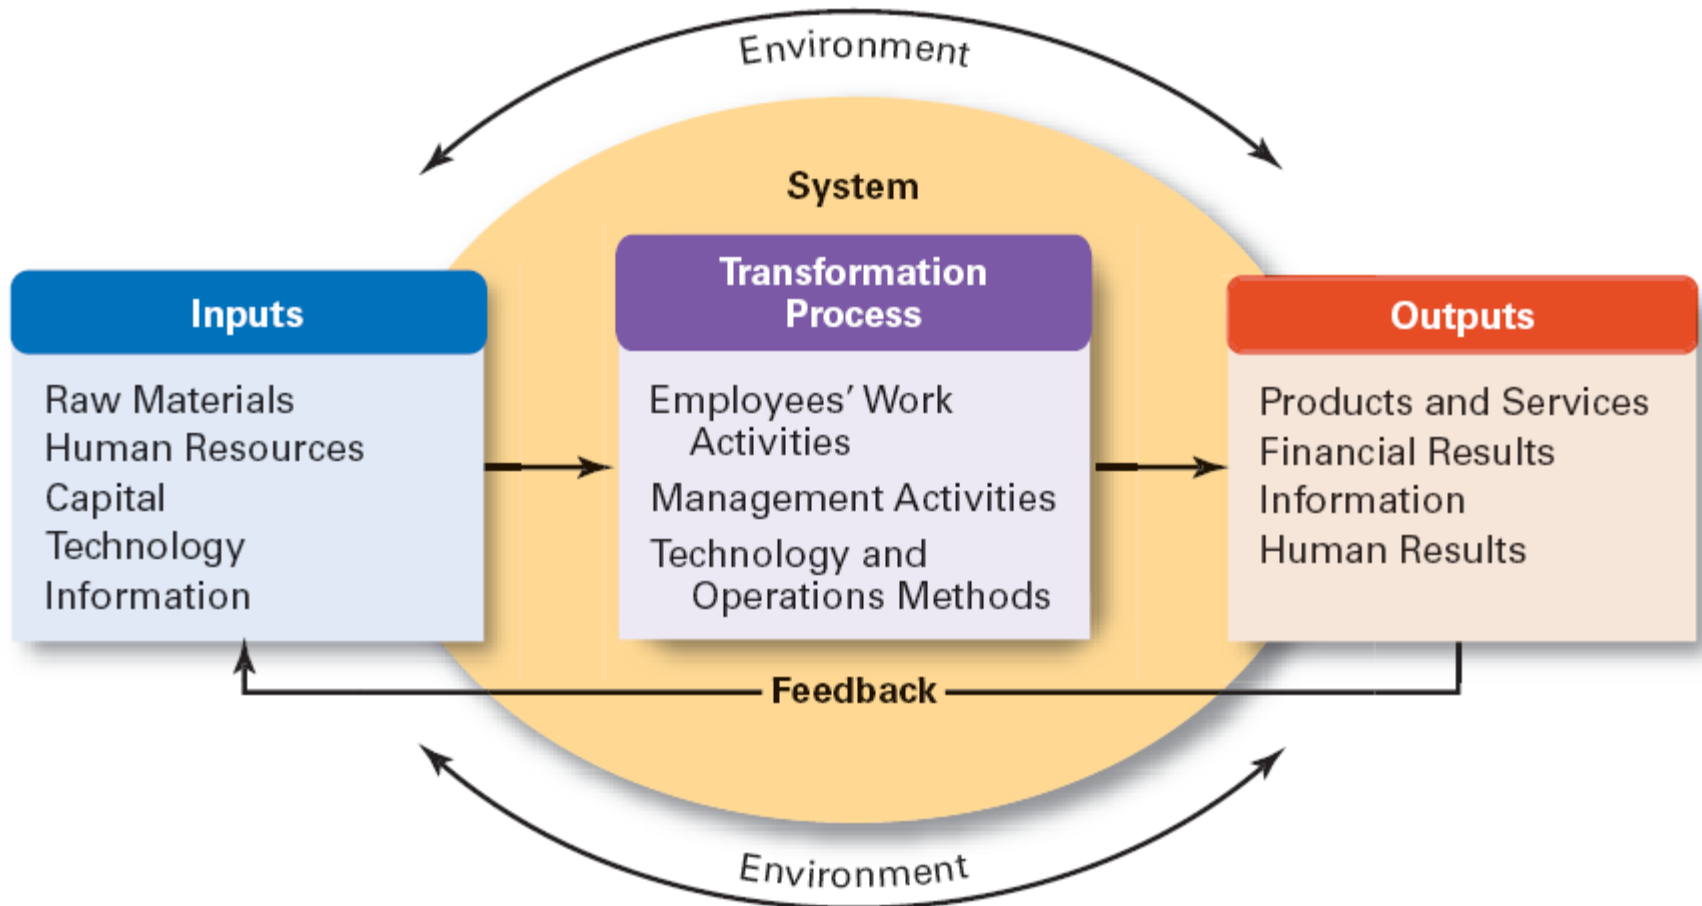 Environment
System
Inputs
Raw Materials
Human Resources
Capital
Technology
Information
Transformation
Process
Employees’ Work
Activities
Management Activities
Technology and
Operations Methods
Outputs
Products and Services
Financial Results
Information
Human Results
Feedback
Environment